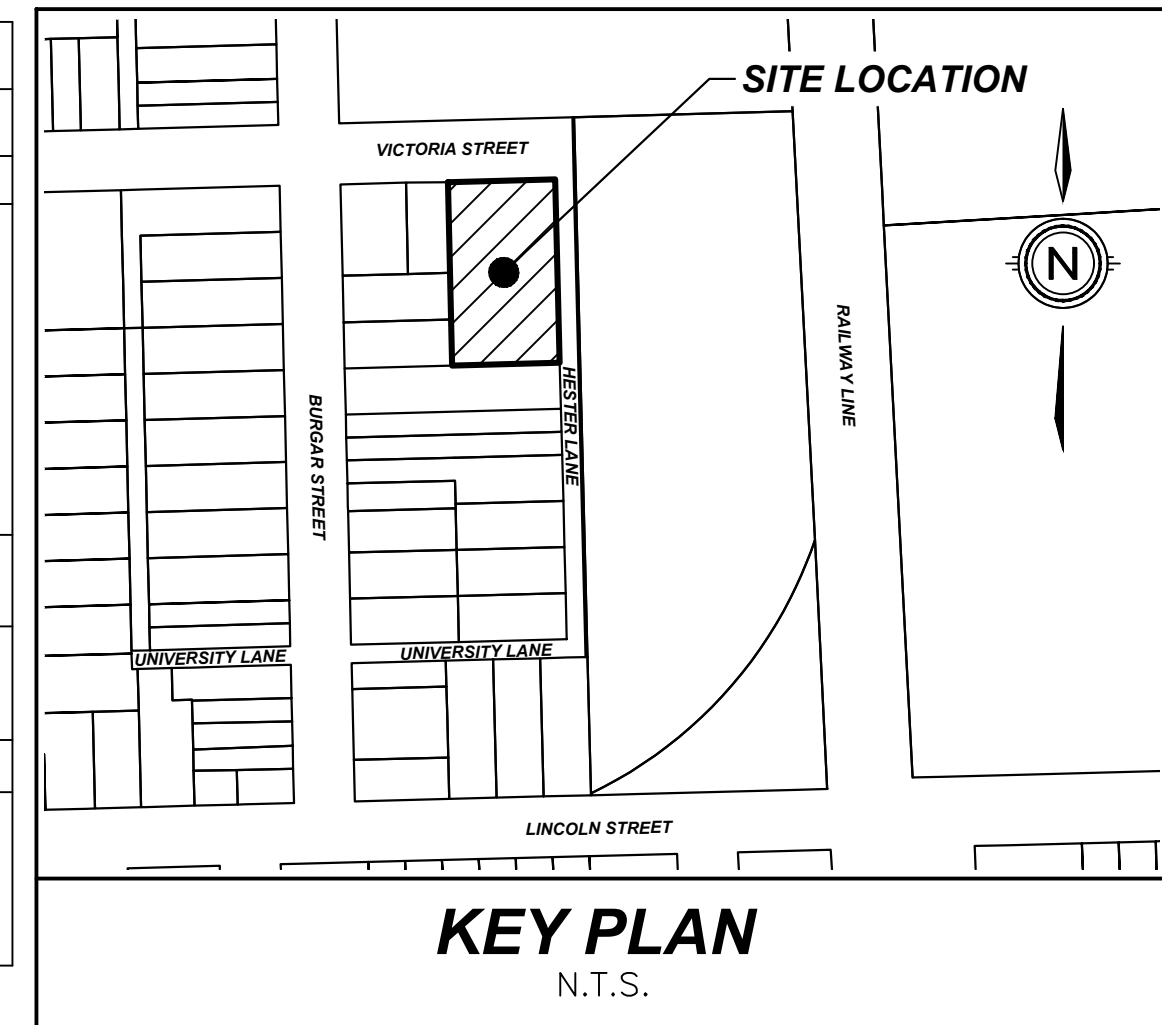 SITE LOCATION
VICTORIA STREET
N
RAILWAY LINE
HESTER LANE
BURGAR STREET
UNIVERSITY LANE
UNIVERSITY LANE
LINCOLN STREET
KEY PLAN
N.T.S.